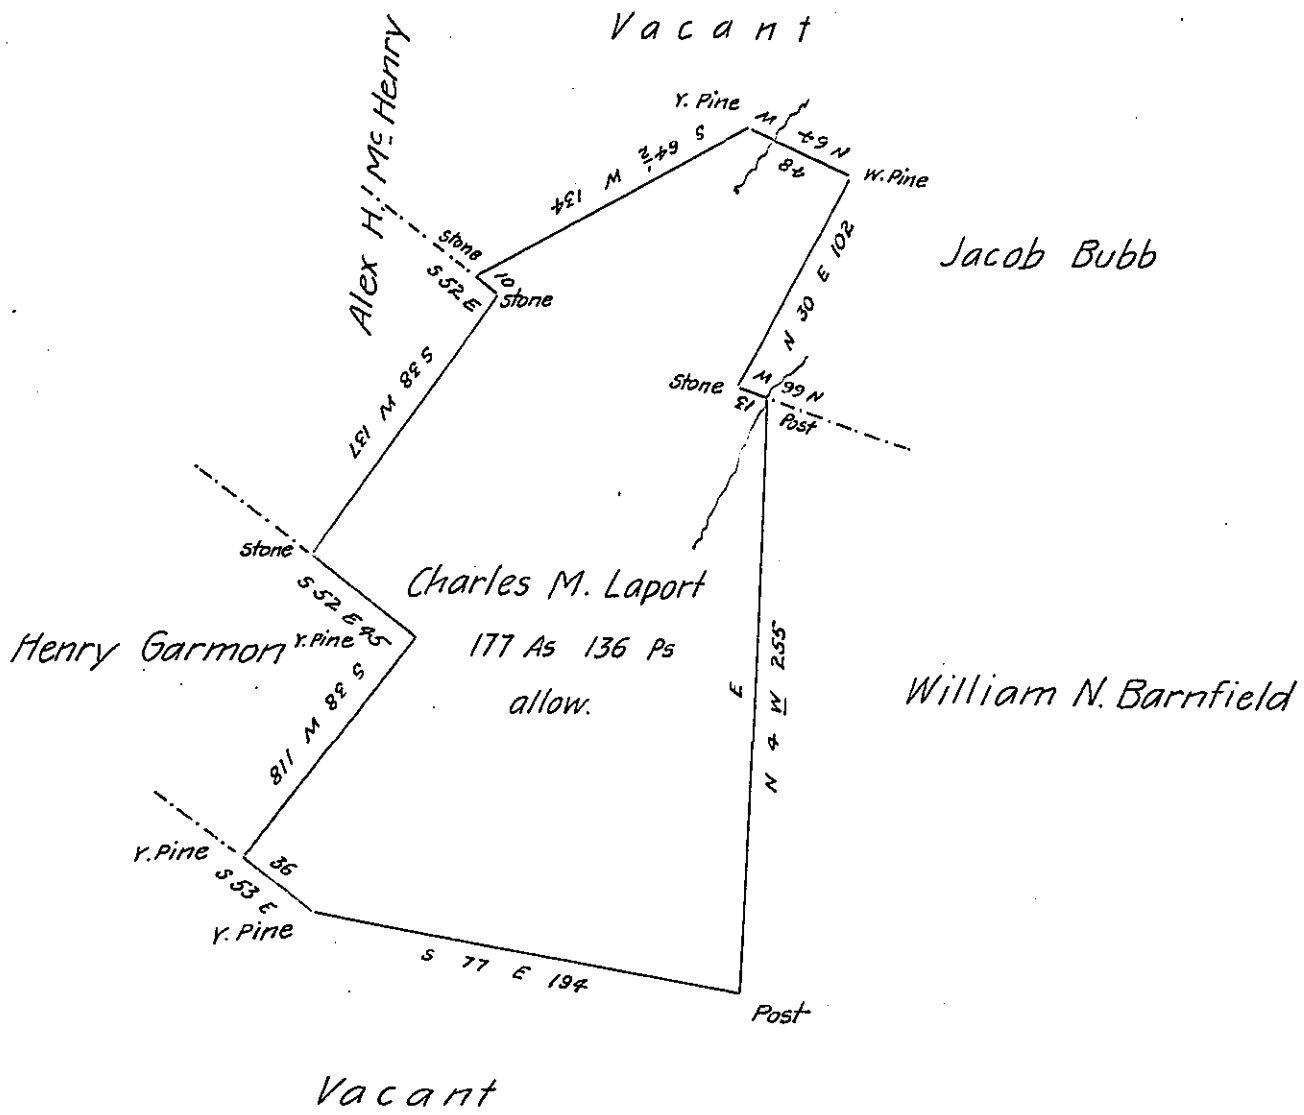 Vacant
Alex H. McHenry
Y. Pine
N 64 W
48
W. Pine
S 64 1/2 W 134
Jacob Bubb
N 30 E 102
Stone
10
S 52 E
Stone
S 38 W 137
Stone
N 66 W
13
Post
Stone
S 52 E 45
Charles M. Laport
177 As 136 Ps
allow.
Henry Garmon
Y. Pine
S 38 W 118
E
N 4 W 255
William N. Barnfield
Y. Pine
36
S 53 E
Y. Pine
S 77 E 194
Post
Vacant